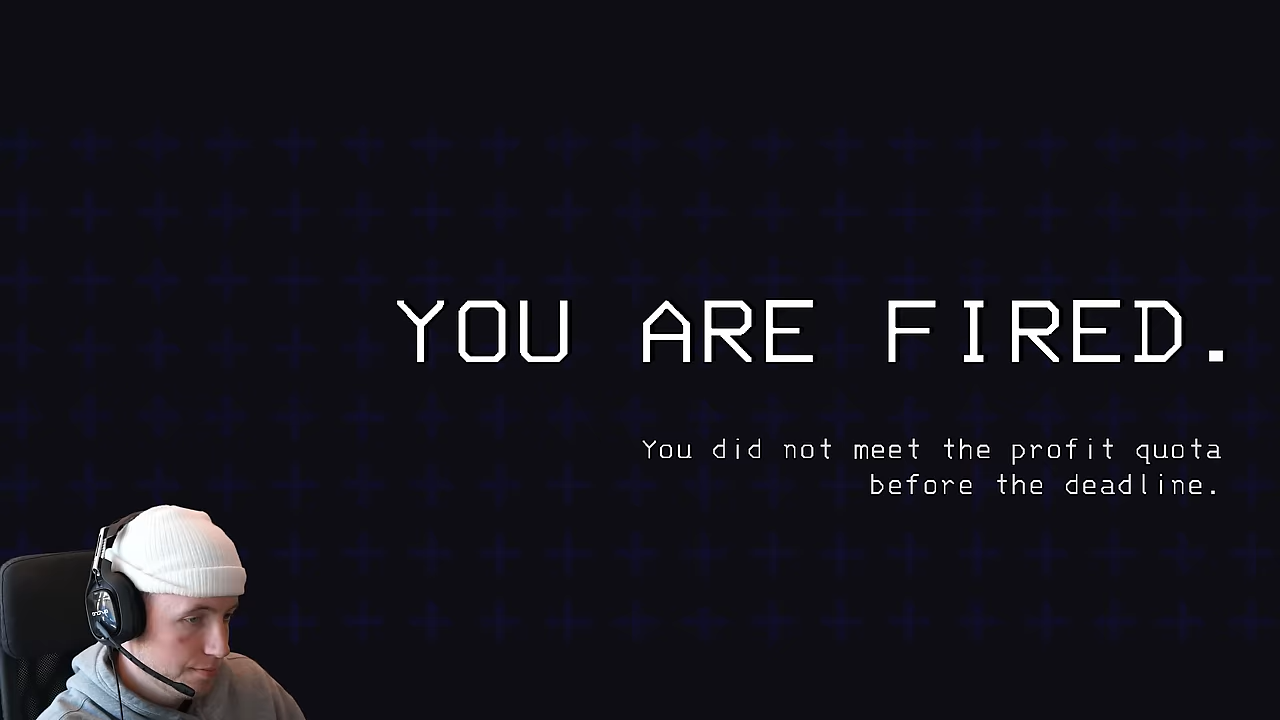 YOU ARE FIRED.
You did not meet the profit quota
before the deadline.